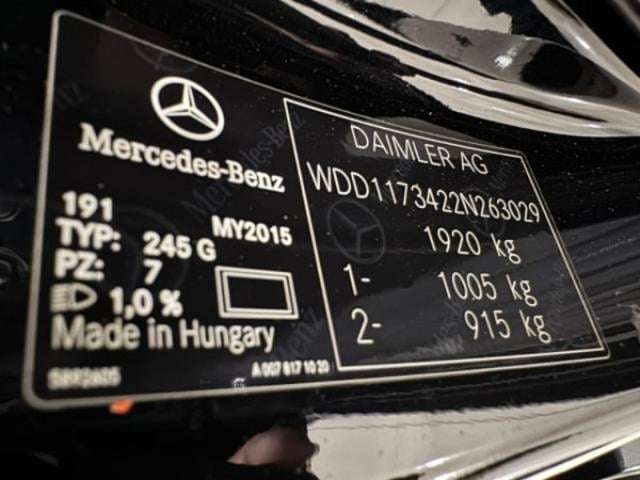 Mercedes-Benz
191
TYP: 245 G MY2015
PZ: 7
1,0 %
Made in Hungary
A 007 817 10 20
DAIMLER AG
WDD1173422N263029
1920 kg
1- 1005 kg
2- 915 kg